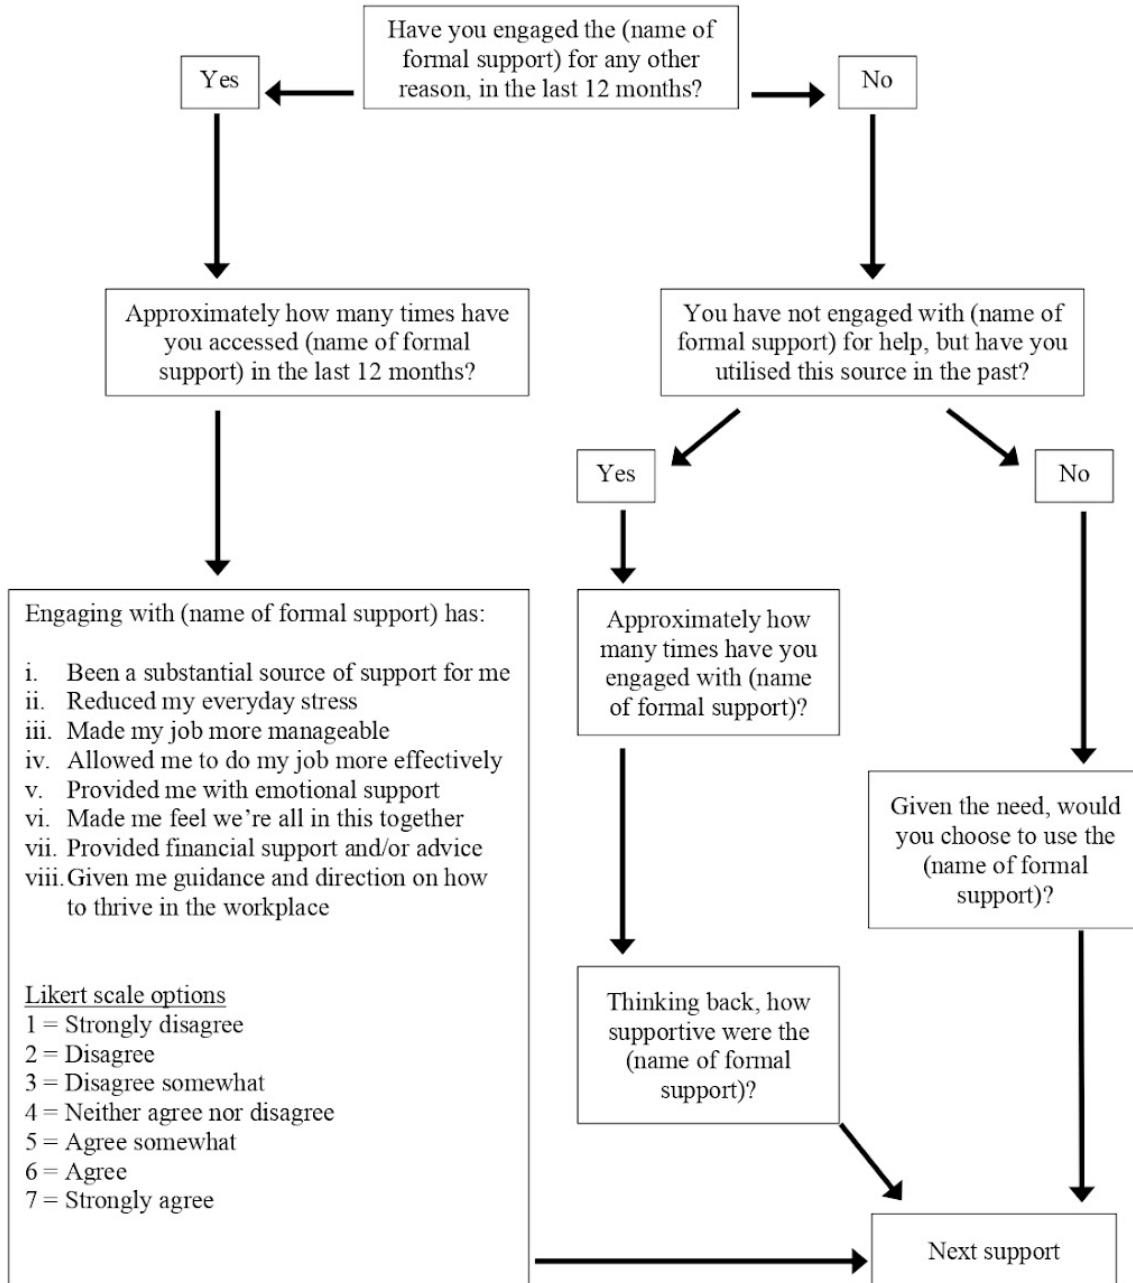 Have you engaged the (name of
formal support) for any other
reason, in the last 12 months?
Yes
No
Approximately how many times have
you accessed (name of formal
support) in the last 12 months?
You have not engaged with (name of
formal support) for help, but have you
utilised this source in the past?
Yes
No
Engaging with (name of formal support) has:
i. Been a substantial source of support for me
ii. Reduced my everyday stress
iii. Made my job more manageable
iv. Allowed me to do my job more effectively
v. Provided me with emotional support
vi. Made me feel we’re all in this together
vii. Provided financial support and/or advice
viii. Given me guidance and direction on how
to thrive in the workplace
Likert scale options
1 = Strongly disagree
2 = Disagree
3 = Disagree somewhat
4 = Neither agree nor disagree
5 = Agree somewhat
6 = Agree
7 = Strongly agree
Approximately how
many times have you
engaged with (name
of formal support)?
Thinking back, how
supportive were the
(name of formal
support)?
Given the need, would
you choose to use the
(name of formal
support)?
Next support